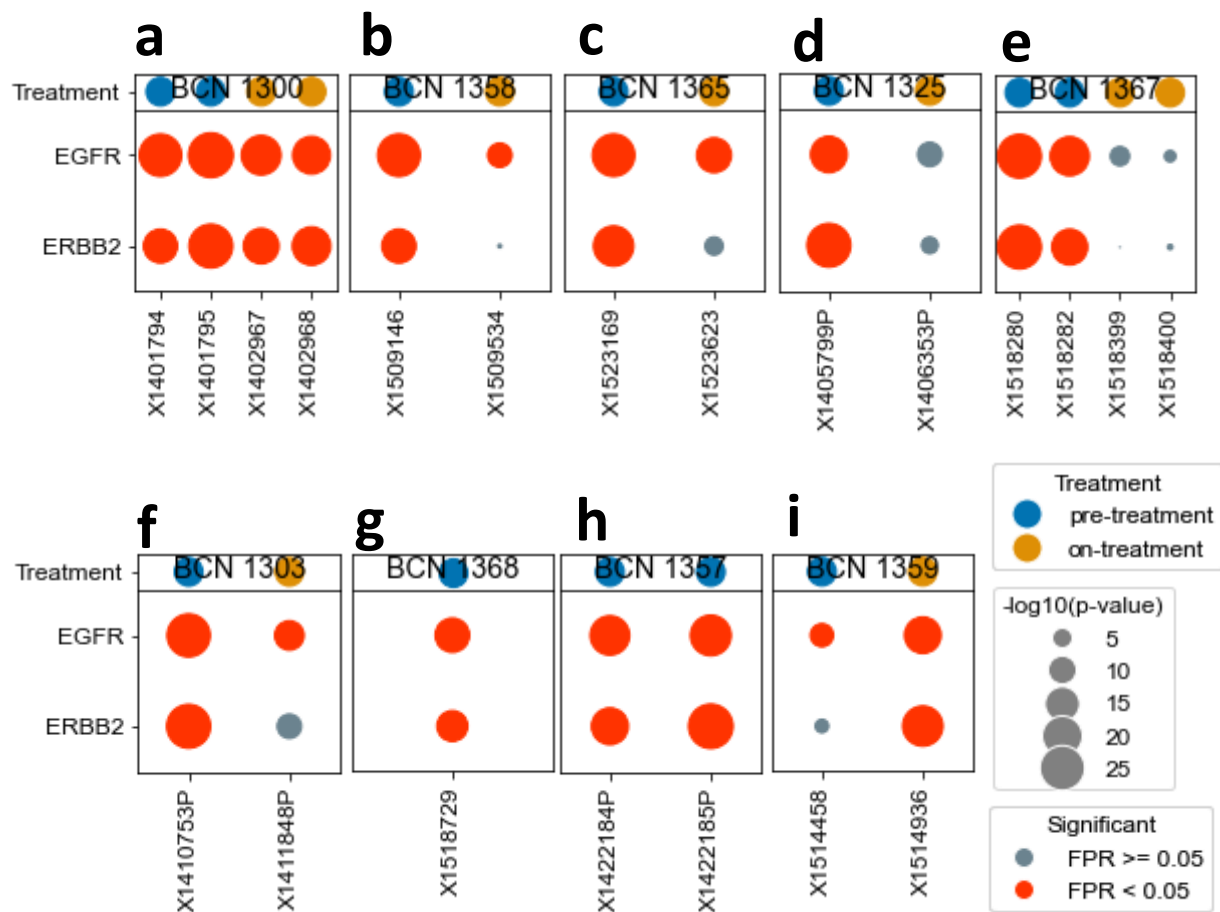 a b c d e
Treatment BCN 1300 BCN 1358 BCN 1365 BCN 1325 BCN 1367
EGFR
ERBB2
X1401794 X1401795 X1402967 X1402968 X1509146 X1509534 X1523169 X1523623 X1405799P X1406353P X1518280 X1518282 X1518399 X1518400
f g h i
Treatment BCN 1303 BCN 1368 BCN 1357 BCN 1359
EGFR
ERBB2
X1410753P X1411848P X1518729 X1422184P X1422185P X1514458 X1514936
Treatment
pre-treatment
on-treatment
-log10(p-value)
5
10
15
20
25
Significant
FPR >= 0.05
FPR < 0.05